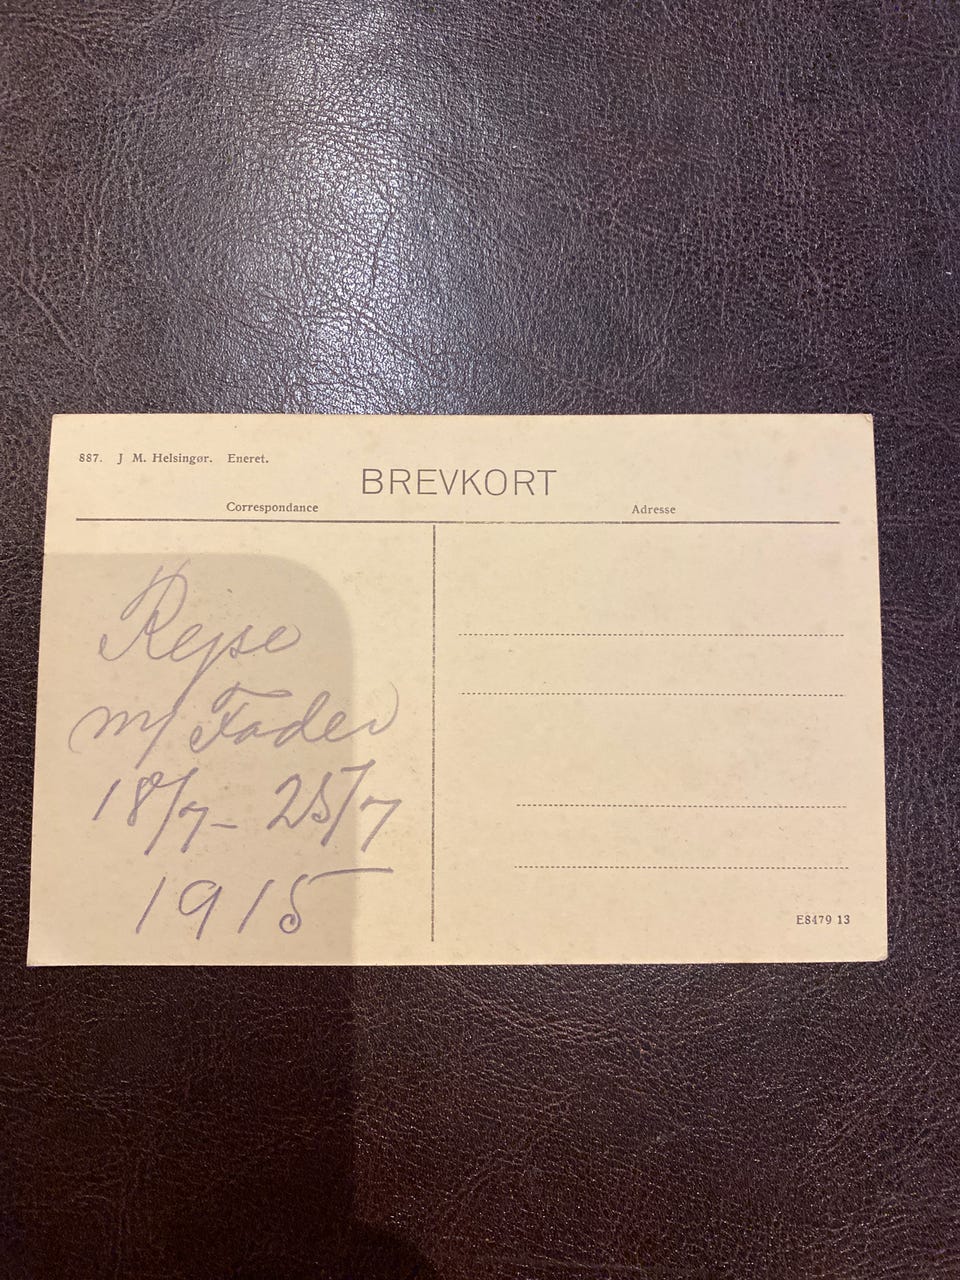 887. J M. Helsingør. Eneret.
BREVKORT
Correspondance
Adresse
Rejse
m/ Fader
18/7 - 25/7
1915
E8479 13